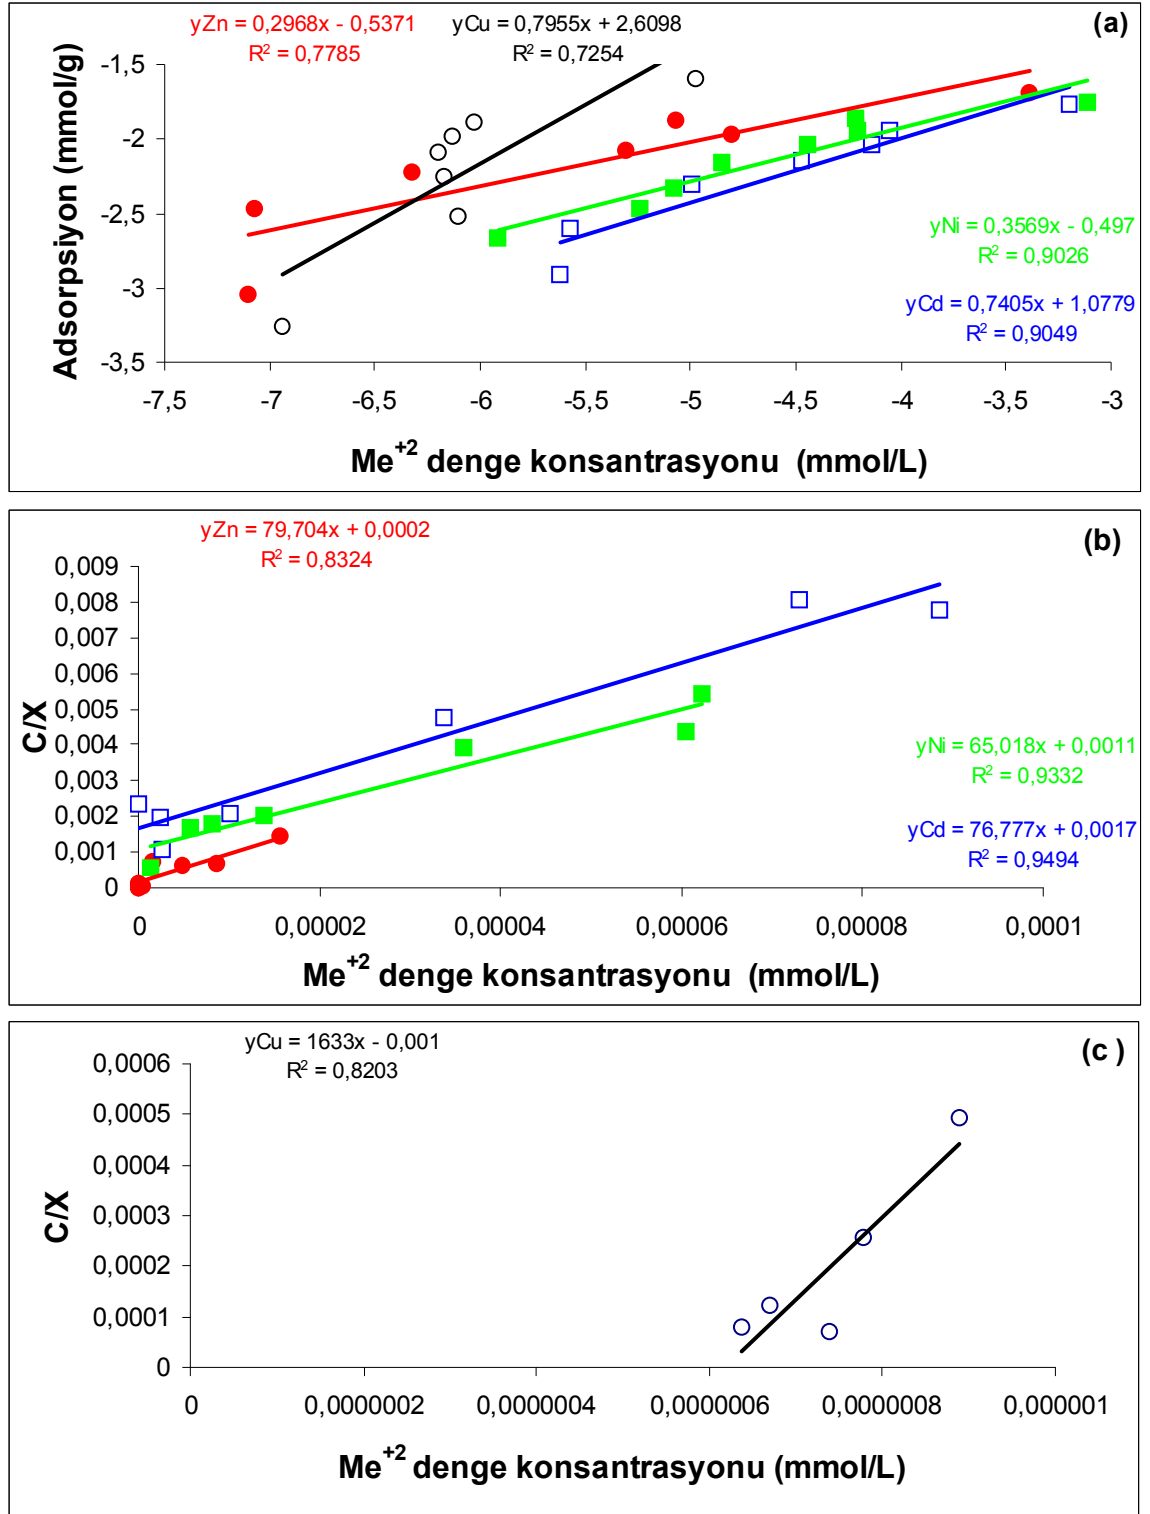 yZn = 0,2968x - 0,5371
R² = 0,7785
yCu = 0,7955x + 2,6098
R² = 0,7254
(a)
Adsorpsiyon (mmol/g)
-1,5
-2
-2,5
-3
-3,5
yNi = 0,3569x - 0,497
R² = 0,9026
yCd = 0,7405x + 1,0779
R² = 0,9049
-7,5 -7 -6,5 -6 -5,5 -5 -4,5 -4 -3,5 -3
Me⁺² denge konsantrasyonu (mmol/L)
yZn = 79,704x + 0,0002
R² = 0,8324
(b)
C/X
0,009
0,008
0,007
0,006
0,005
0,004
0,003
0,002
0,001
0
yNi = 65,018x + 0,0011
R² = 0,9332
yCd = 76,777x + 0,0017
R² = 0,9494
0 0,00002 0,00004 0,00006 0,00008 0,0001
Me⁺² denge konsantrasyonu (mmol/L)
yCu = 1633x - 0,001
R² = 0,8203
(c )
C/X
0,0006
0,0005
0,0004
0,0003
0,0002
0,0001
0
0 0,0000002 0,0000004 0,0000006 0,0000008 0,000001
Me⁺² denge konsantrasyonu (mmol/L)